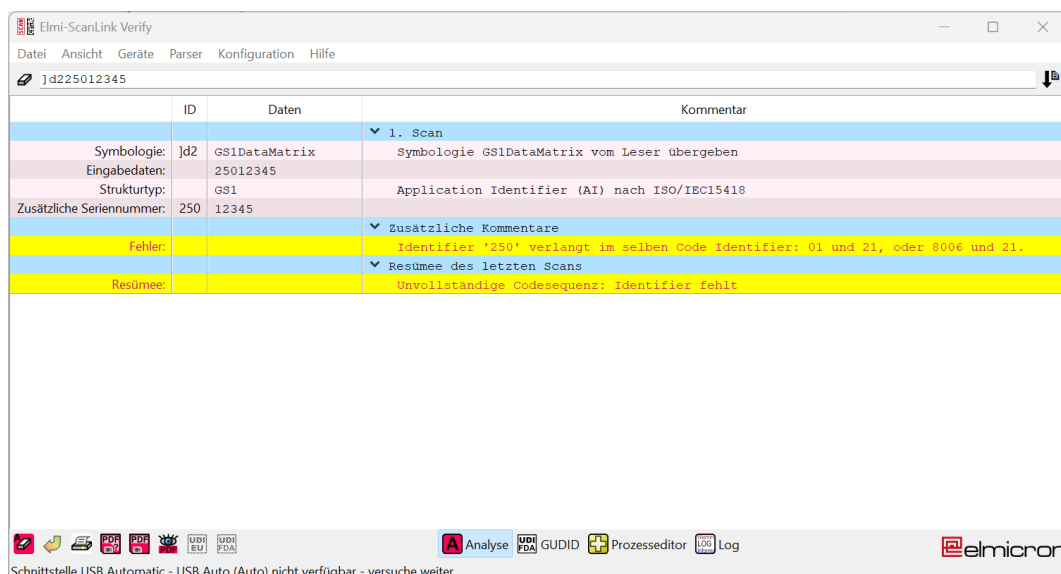 Elmi-ScanLink Verify
Datei Ansicht Geräte Parser Konfiguration Hilfe
]d225012345
ID Daten Kommentar
1. Scan
Symbologie: ]d2 GS1DataMatrix Symbologie GS1DataMatrix vom Leser übergeben
Eingabedaten: 25012345
Strukturtyp: GS1 Application Identifier (AI) nach ISO/IEC15418
Zusätzliche Seriennummer: 250 12345
Zusätzliche Kommentare
Fehler: Identifier '250' verlangt im selben Code Identifier: 01 und 21, oder 8006 und 21.
Resümee des letzten Scans
Resümee: Unvollständige Codesequenz: Identifier fehlt
PDF ? PDF PDF UDI EU UDI FDA A Analyse UDI FDA GUDID Prozesseditor LOG Log
elmicron
Schnittstelle USB Automatic - USB Auto (Auto) nicht verfügbar - versuche weiter